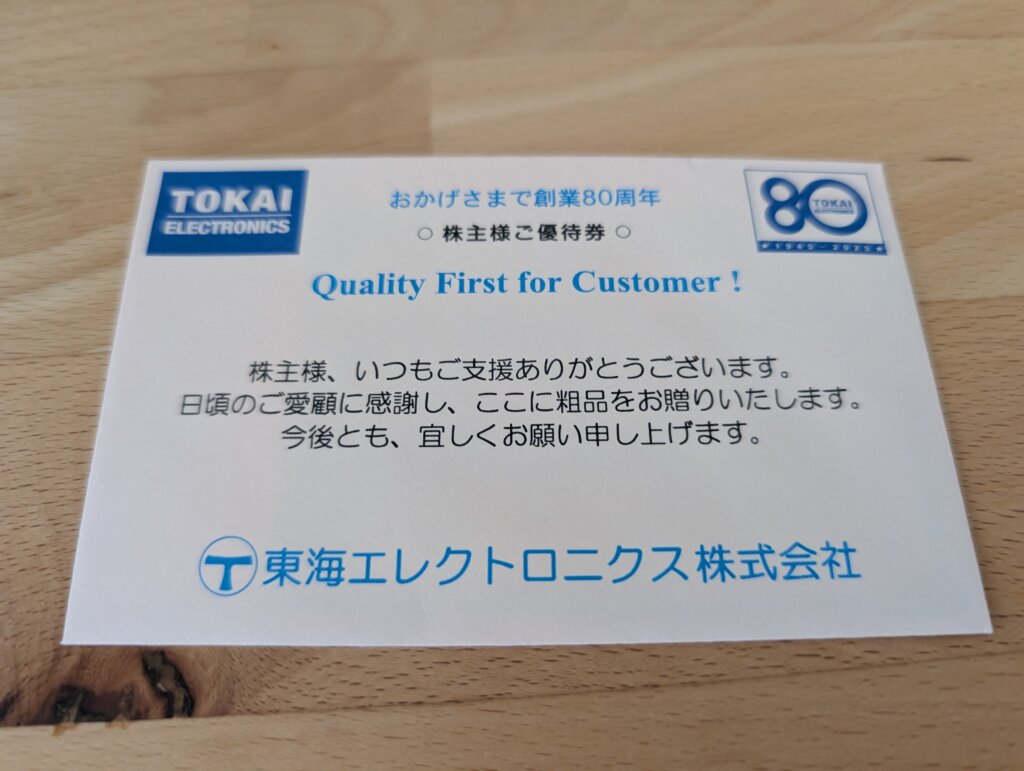 TOKAI
ELECTRONICS
おかげさまで創業80周年
○ 株主様ご優待券 ○
80
TOKAI
ELECTRONICS
★1945-2025★
Quality First for Customer !
株主様、いつもご支援ありがとうございます。
日頃のご愛顧に感謝し、ここに粗品をお贈りいたします。
今後とも、宜しくお願い申し上げます。
東海エレクトロニクス株式会社